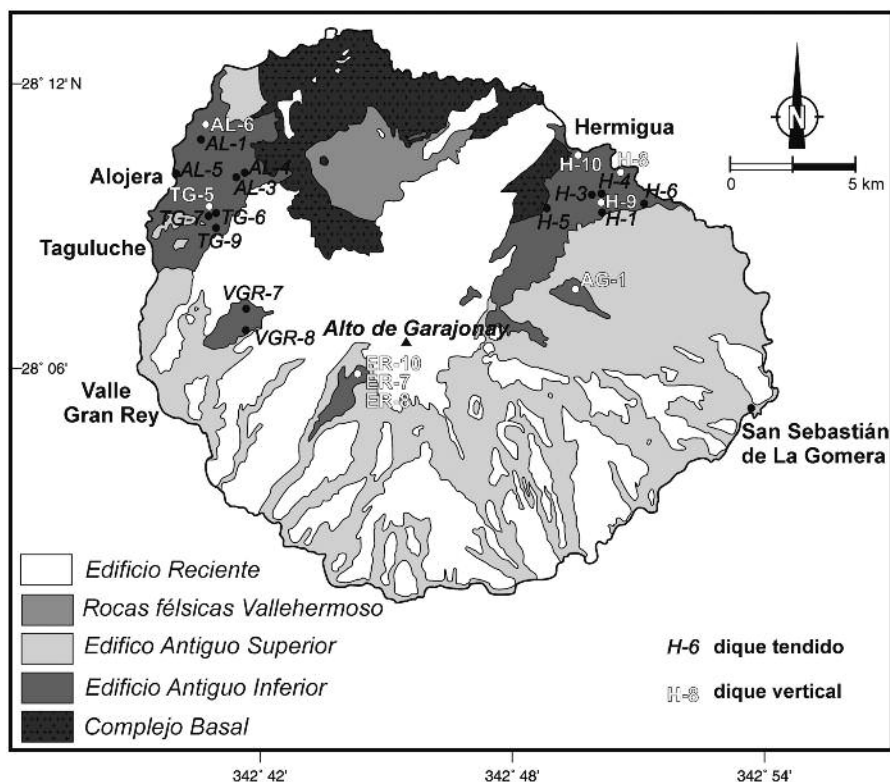 28° 12' N
AL-6
AL-1
AL-5
AL-4
Alojera
AL-3
TG-5
TG-7
TG-6
Taguluche
TG-9
Hermigua
N
H-10
H-8
H-4
H-3
H-6
H-9
H-5
H-1
0
5 km
AG-1
VGR-7
VGR-8
Alto de Garajonay
28° 06'
ER-10
ER-7
ER-8
Valle
Gran Rey
San Sebastián
de La Gomera
Edificio Reciente
Rocas félsicas Vallehermoso
Edifico Antiguo Superior
Edificio Antiguo Inferior
Complejo Basal
H-6 dique tendido
H-8 dique vertical
342° 42'
342° 48'
342° 54'